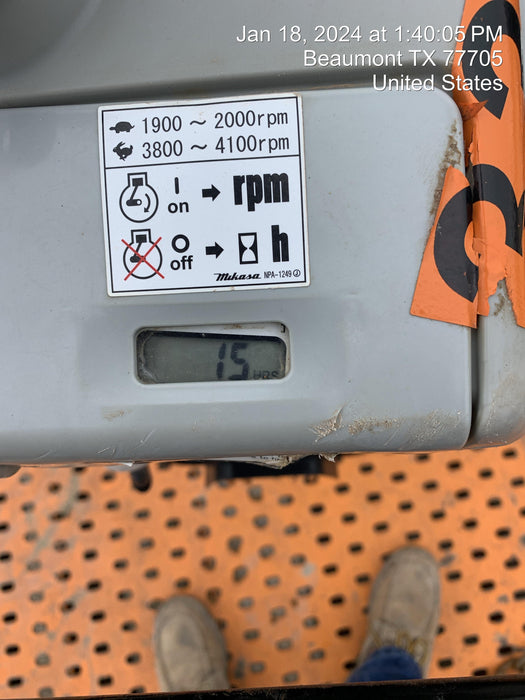 Jan 18, 2024 at 1:40:05 PM
Beaumont TX 77705
United States
1900 ~ 2000rpm
3800 ~ 4100rpm
I on → rpm
O off → h
Mikasa NPA-1249 J
15 HRS